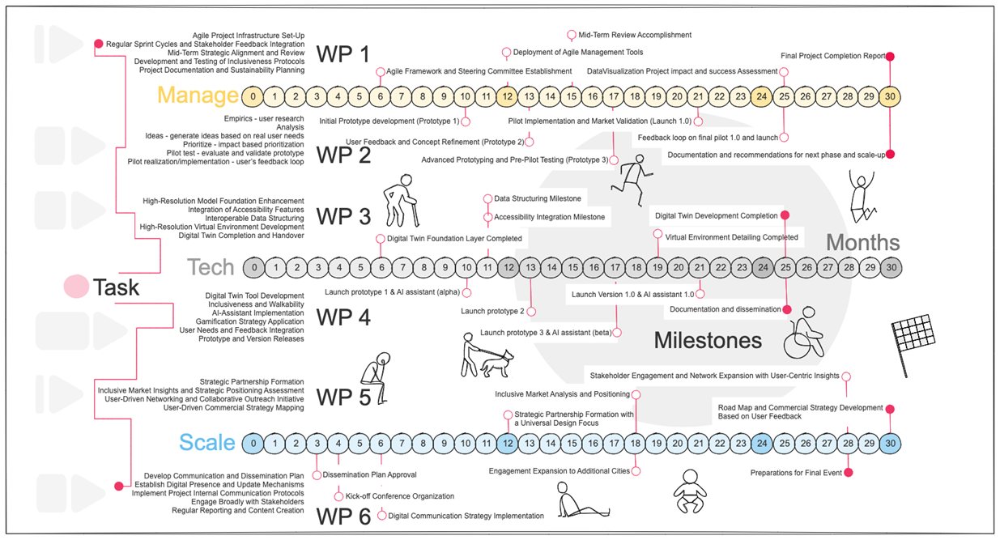 Agile Project Infrastructure Set-Up
Regular Sprint Cycles and Stakeholder Feedback Integration
Mid-Term Strategic Alignment and Review
Development and Testing of Inclusiveness Protocols
Project Documentation and Sustainability Planning
WP 1
Mid-Term Review Accomplishment
Deployment of Agile Management Tools
Final Project Completion Report
Agile Framework and Steering Committee Establishment
DataVisualization Project impact and success Assessment
Manage
0 1 2 3 4 5 6 7 8 9 10 11 12 13 14 15 16 17 18 19 20 21 22 23 24 25 26 27 28 29 30
Empirics - user research
Analysis
Ideas - generate ideas based on real user needs
Prioritize - impact based prioritization
Pilot test - evaluate and validate prototype
Pilot realization/implementation - user's feedback loop
WP 2
Initial Prototype development (Prototype 1)
Pilot Implementation and Market Validation (Launch 1.0)
User Feedback and Concept Refinement (Prototype 2)
Feedback loop on final pilot 1.0 and launch
Advanced Prototyping and Pre-Pilot Testing (Prototype 3)
Documentation and recommendations for next phase and scale-up
High-Resolution Model Foundation Enhancement
Integration of Accessibility Features
Interoperable Data Structuring
High-Resolution Virtual Environment Development
Digital Twin Completion and Handover
WP 3
Data Structuring Milestone
Accessibility Integration Milestone
Digital Twin Development Completion
Digital Twin Foundation Layer Completed
Virtual Environment Detailing Completed
Months
Tech
0 1 2 3 4 5 6 7 8 9 10 11 12 13 14 15 16 17 18 19 20 21 22 23 24 25 26 27 28 29 30
Task
Digital Twin Tool Development
Inclusiveness and Walkability
AI-Assistant Implementation
Gamification Strategy Application
User Needs and Feedback Integration
Prototype and Version Releases
WP 4
Launch prototype 1 & AI assistant (alpha)
Launch Version 1.0 & AI assistant 1.0
Launch prototype 2
Documentation and dissemination
Launch prototype 3 & AI assistant (beta)
Milestones
Strategic Partnership Formation
Inclusive Market Insights and Strategic Positioning Assessment
User-Driven Networking and Collaborative Outreach Initiative
User-Driven Commercial Strategy Mapping
WP 5
Stakeholder Engagement and Network Expansion with User-Centric Insights
Inclusive Market Analysis and Positioning
Strategic Partnership Formation with
a Universal Design Focus
Road Map and Commercial Strategy Development
Based on User Feedback
Scale
0 1 2 3 4 5 6 7 8 9 10 11 12 13 14 15 16 17 18 19 20 21 22 23 24 25 26 27 28 29 30
Develop Communication and Dissemination Plan
Establish Digital Presence and Update Mechanisms
Implement Project Internal Communication Protocols
Engage Broadly with Stakeholders
Regular Reporting and Content Creation
WP 6
Dissemination Plan Approval
Engagement Expansion to Additional Cities
Preparations for Final Event
Kick-off Conference Organization
Digital Communication Strategy Implementation